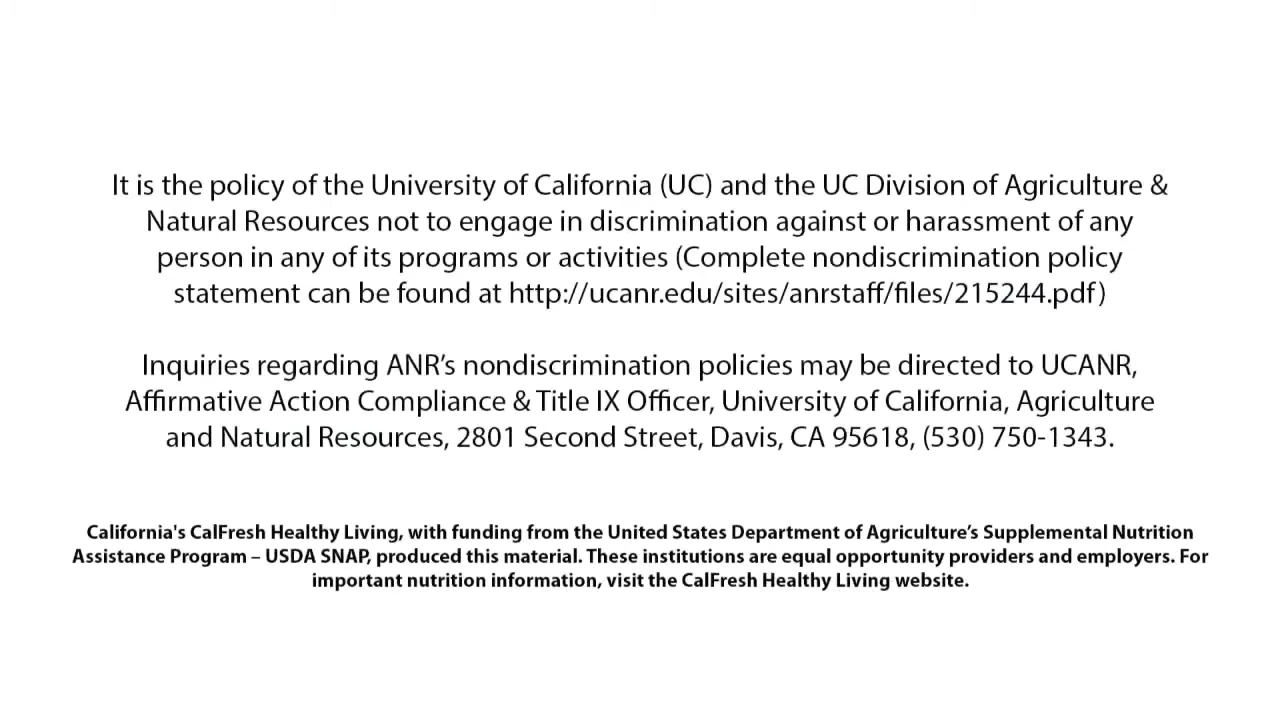 It is the policy of the University of California (UC) and the UC Division of Agriculture &
Natural Resources not to engage in discrimination against or harassment of any
person in any of its programs or activities (Complete nondiscrimination policy
statement can be found at http://ucanr.edu/sites/anrstaff/files/215244.pdf)
Inquiries regarding ANR’s nondiscrimination policies may be directed to UCANR,
Affirmative Action Compliance & Title IX Officer, University of California, Agriculture
and Natural Resources, 2801 Second Street, Davis, CA 95618, (530) 750-1343.
California's CalFresh Healthy Living, with funding from the United States Department of Agriculture’s Supplemental Nutrition
Assistance Program – USDA SNAP, produced this material. These institutions are equal opportunity providers and employers. For
important nutrition information, visit the CalFresh Healthy Living website.